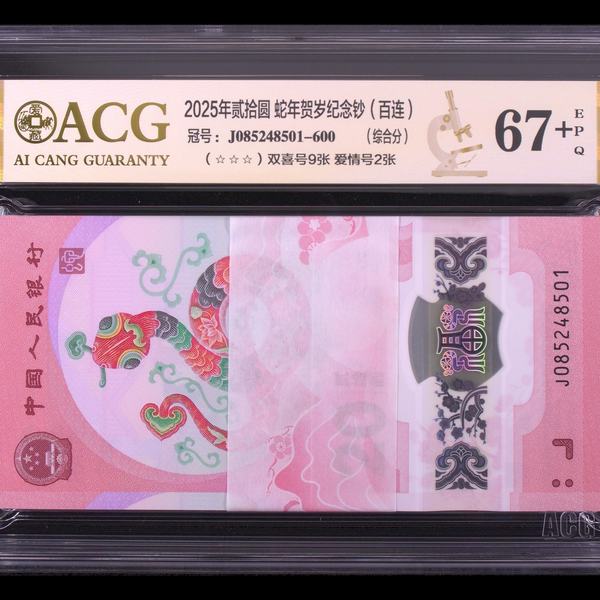 ACG
AI CANG GUARANTY
2025年贰拾圆 蛇年贺岁纪念钞（百连）
冠号：J085248501-600 （综合分）
（☆☆☆）双喜号9张 爱情号2张
67+
EPQ
中国人民银行
J085248501
ACG